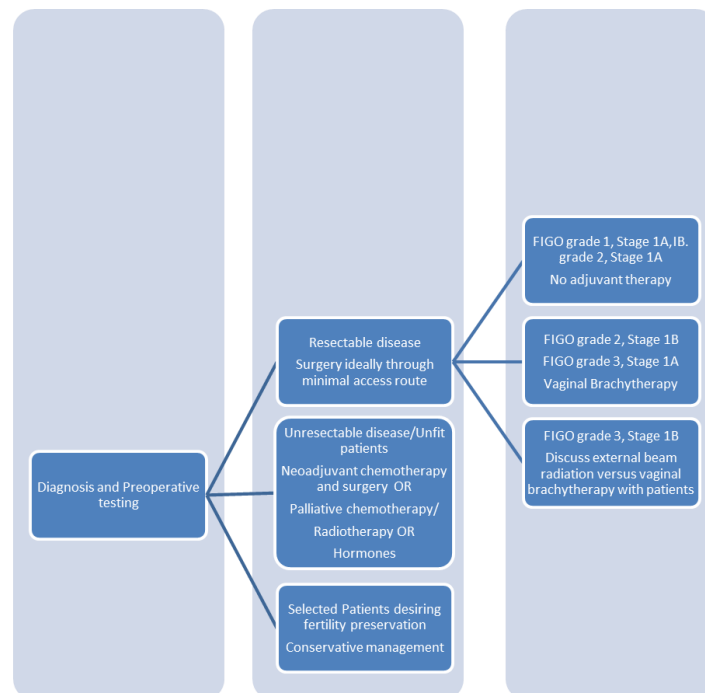 Diagnosis and Preoperative
testing
Resectable disease
Surgery ideally through
minimal access route
Unresectable disease/Unfit
patients
Neoadjuvant chemotherapy
and surgery OR
Palliative chemotherapy/
Radiotherapy OR
Hormones
Selected Patients desiring
fertility preservation
Conservative management
FIGO grade 1, Stage 1A,IB.
grade 2, Stage 1A
No adjuvant therapy
FIGO grade 2, Stage 1B
FIGO grade 3, Stage 1A
Vaginal Brachytherapy
FIGO grade 3, Stage 1B
Discuss external beam
radiation versus vaginal
brachytherapy with patients